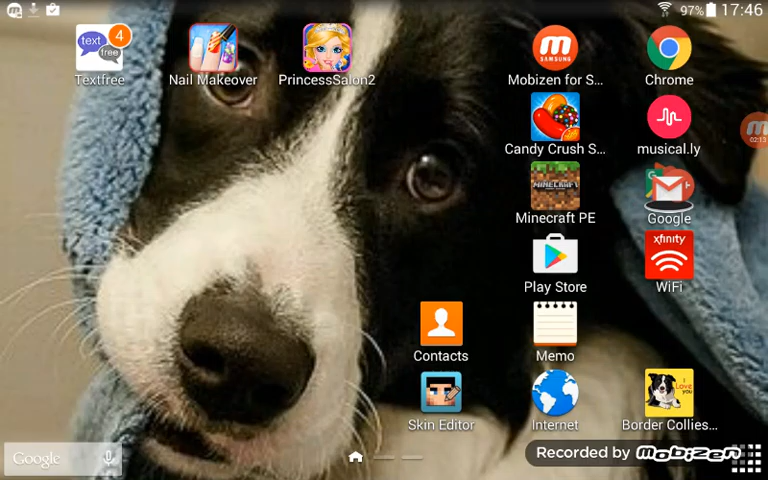 97% 17:46
4
text
free
Textfree
Nail Makeover
PrincessSalon2
SAMSUNG
Mobizen for S...
Chrome
02:13
Candy Crush S...
musical.ly
MINECRAFT
Minecraft PE
Google
Play Store
xfinity
WiFi
Contacts
Memo
I
Love
you
Skin Editor
Internet
Border Collies...
Google
Recorded by Mobizen